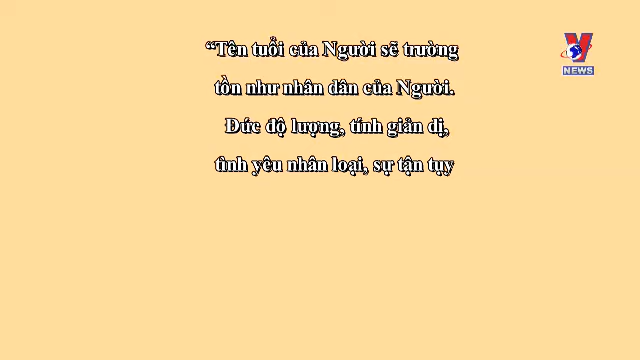 “Tên tuổi của Người sẽ trường
tồn như nhân dân của Người.
Đức độ lượng, tính giản dị,
tình yêu nhân loại, sự tận tụy
V
NEWS